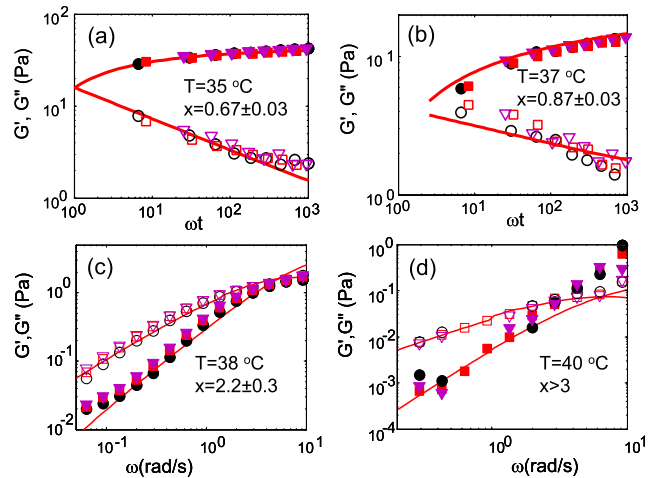 (a)
G', G'' (Pa)
10²
10¹
10⁰
T=35 °C
x=0.67±0.03
10⁰ 10¹ 10² 10³
ωt
(b)
G', G'' (Pa)
10¹
10⁰
T=37 °C
x=0.87±0.03
10⁰ 10¹ 10² 10³
ωt
(c)
G',G'' (Pa)
10⁰
10⁻¹
10⁻²
T=38 °C
x=2.2±0.3
10⁻¹ 10⁰ 10¹
ω(rad/s)
(d)
G',G'' (Pa)
10⁰
10⁻¹
10⁻²
10⁻³
10⁻⁴
T=40 °C
x>3
10⁰ 10¹
ω(rad/s)